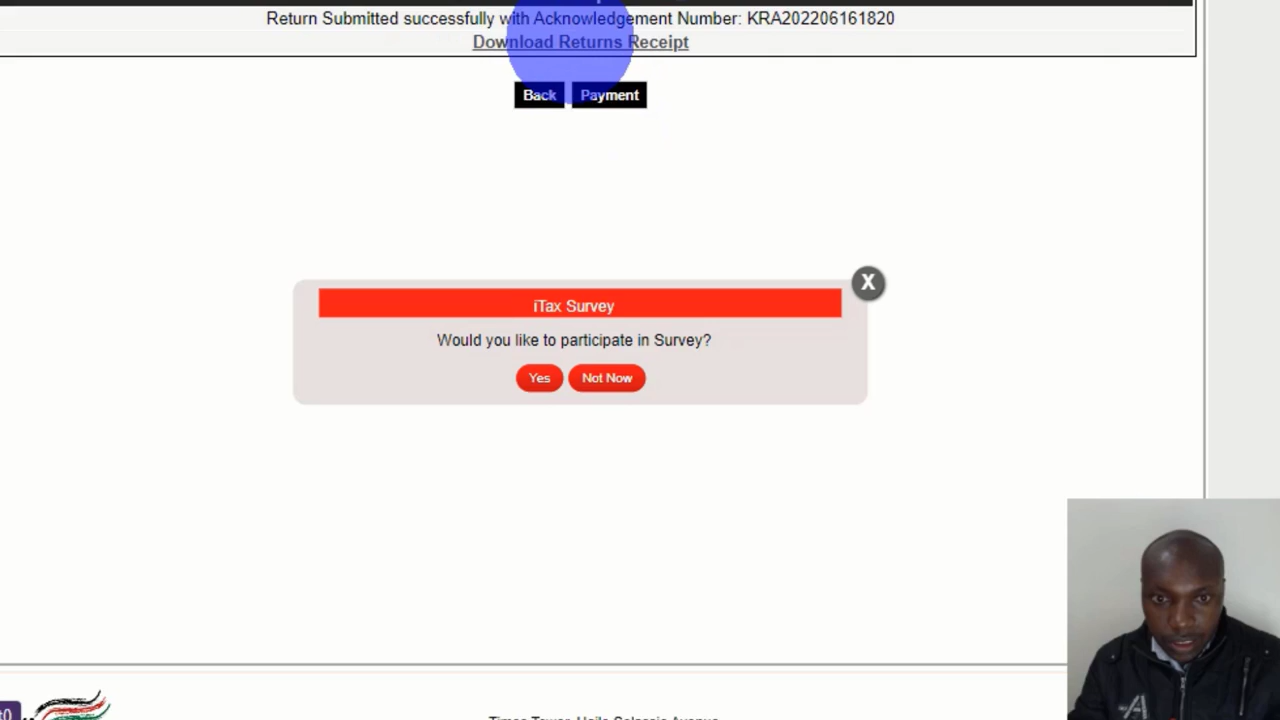 Return Submitted successfully with Acknowledgement Number: KRA202206161820
Download Returns Receipt
Back Payment
X
iTax Survey
Would you like to participate in Survey?
Yes Not Now